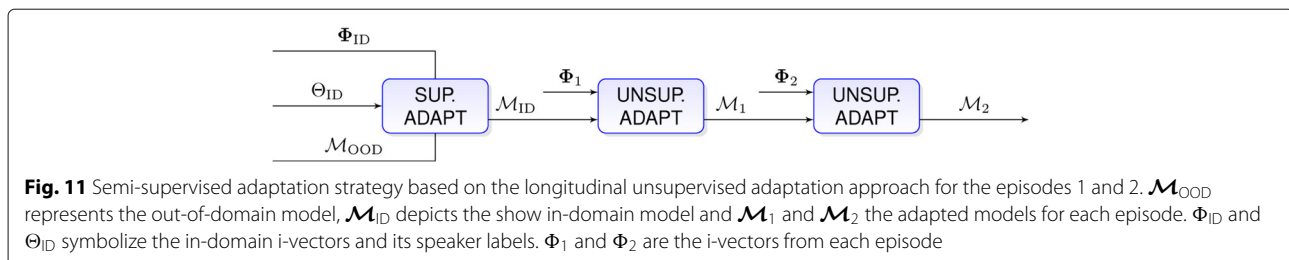 Φ_ID
Θ_ID
M_OOD
SUP.
ADAPT
M_ID
Φ_1
UNSUP.
ADAPT
M_1
Φ_2
UNSUP.
ADAPT
M_2
Fig. 11 Semi-supervised adaptation strategy based on the longitudinal unsupervised adaptation approach for the episodes 1 and 2. M_OOD
represents the out-of-domain model, M_ID depicts the show in-domain model and M_1 and M_2 the adapted models for each episode. Φ_ID and
Θ_ID symbolize the in-domain i-vectors and its speaker labels. Φ_1 and Φ_2 are the i-vectors from each episode